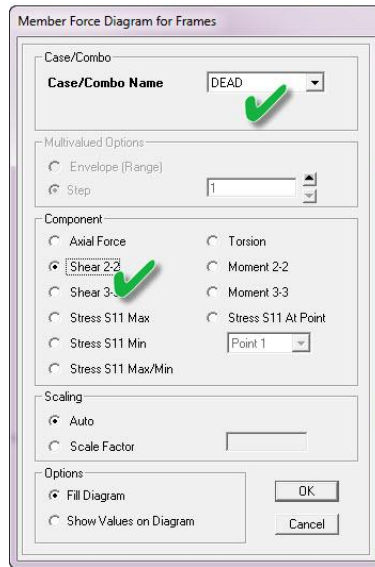 Member Force Diagram for Frames
Case/Combo
Case/Combo Name DEAD
Multivalued Options
Envelope (Range)
Step 1
Component
Axial Force Torsion
Shear 2-2 Moment 2-2
Shear 3-3 Moment 3-3
Stress S11 Max Stress S11 At Point
Stress S11 Min Point 1
Stress S11 Max/Min
Scaling
Auto
Scale Factor
Options
Fill Diagram OK
Show Values on Diagram Cancel